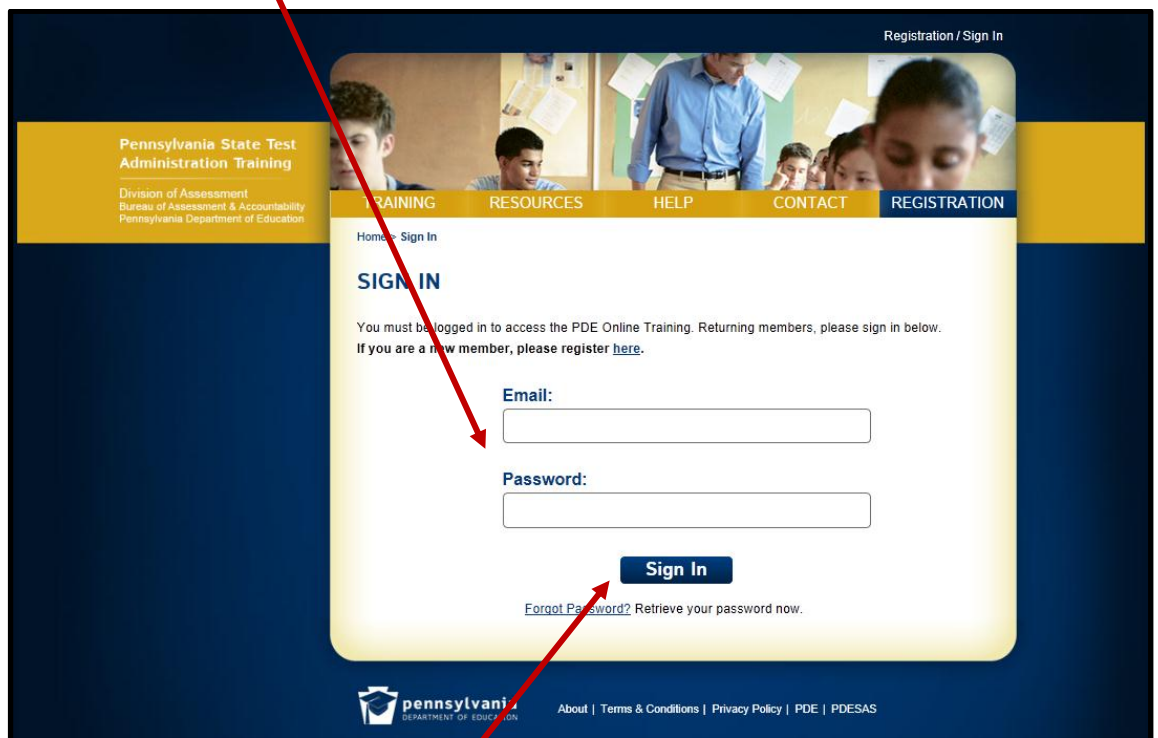 Registration / Sign In
Pennsylvania State Test
Administration Training
Division of Assessment
Bureau of Assessment & Accountability
Pennsylvania Department of Education
TRAINING RESOURCES HELP CONTACT REGISTRATION
Home > Sign In
SIGN IN
You must be logged in to access the PDE Online Training. Returning members, please sign in below.
If you are a new member, please register here.
Email:
Password:
Sign In
Forgot Password? Retrieve your password now.
pennsylvania
DEPARTMENT OF EDUCATION
About | Terms & Conditions | Privacy Policy | PDE | PDESAS